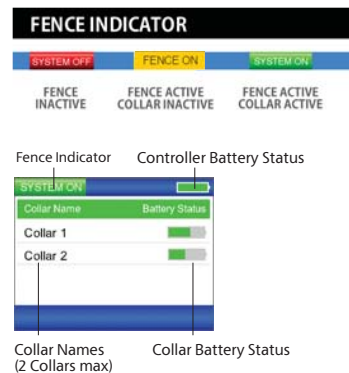 FENCE INDICATOR
SYSTEM OFF FENCE ON SYSTEM ON
FENCE INACTIVE
FENCE ACTIVE COLLAR INACTIVE
FENCE ACTIVE COLLAR ACTIVE
Fence Indicator Controller Battery Status
SYSTEM ON
Collar Name Battery Status
Collar 1
Collar 2
Collar Names Collar Battery Status
(2 Collars max)